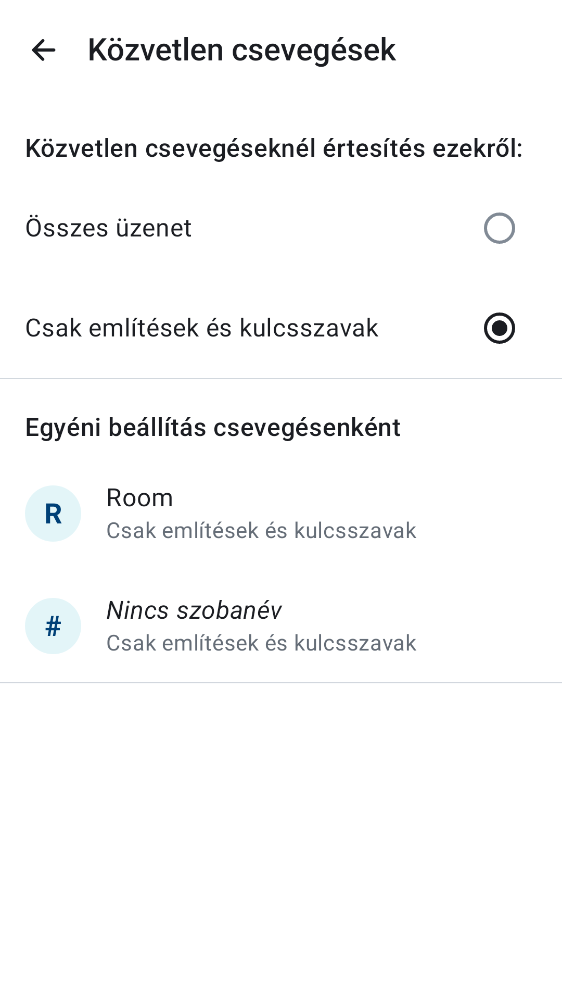 Közvetlen csevegések
Közvetlen csevegéseknél értesítés ezekről:
Összes üzenet
Csak említések és kulcsszavak
Egyéni beállítás csevegésenként
R
Room
Csak említések és kulcsszavak
#
Nincs szobanév
Csak említések és kulcsszavak